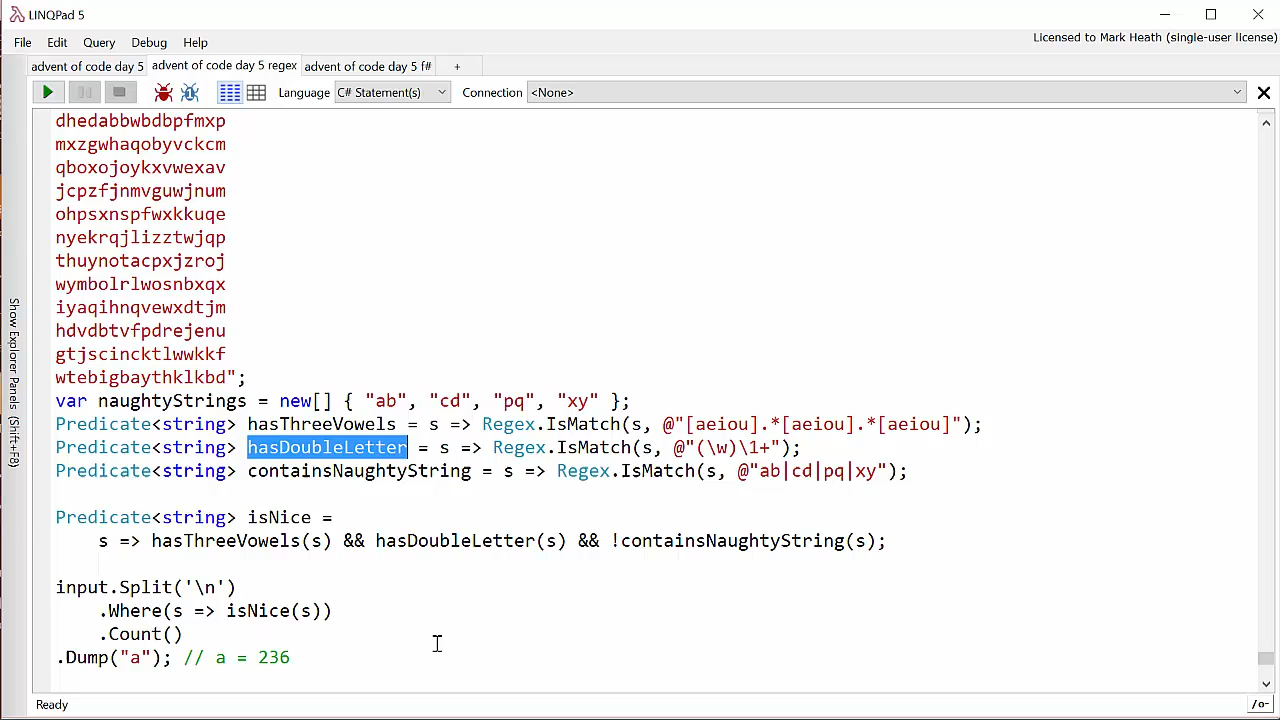 LINQPad 5
File Edit Query Debug Help
Licensed to Mark Heath (single-user license)
advent of code day 5 advent of code day 5 regex advent of code day 5 f# +
Language C# Statement(s) Connection <None>
Show Explorer Panels (Shift+F8)
dhedabbwbdbpfmxp
mxzgwhaqobyvckcm
qboxojoykxvwexav
jcpzfjnmvguwjnum
ohpsxnspfwxkkuqe
nyekrqjlizztwjqp
thuynotacpxjzroj
wymbolrlwosnbxqx
iyaqihnqvewxdtjm
hdvdbtvfpdrejenu
gtjscincktlwwkkf
wtebigbaythklkbd";
var naughtyStrings = new[] { "ab", "cd", "pq", "xy" };
Predicate<string> hasThreeVowels = s => Regex.IsMatch(s, @"[aeiou].*[aeiou].*[aeiou]");
Predicate<string> hasDoubleLetter = s => Regex.IsMatch(s, @"(\w)\1+");
Predicate<string> containsNaughtyString = s => Regex.IsMatch(s, @"ab|cd|pq|xy");
Predicate<string> isNice =
s => hasThreeVowels(s) && hasDoubleLetter(s) && !containsNaughtyString(s);
input.Split('\n')
.Where(s => isNice(s))
.Count()
.Dump("a"); // a = 236
Ready
/o-